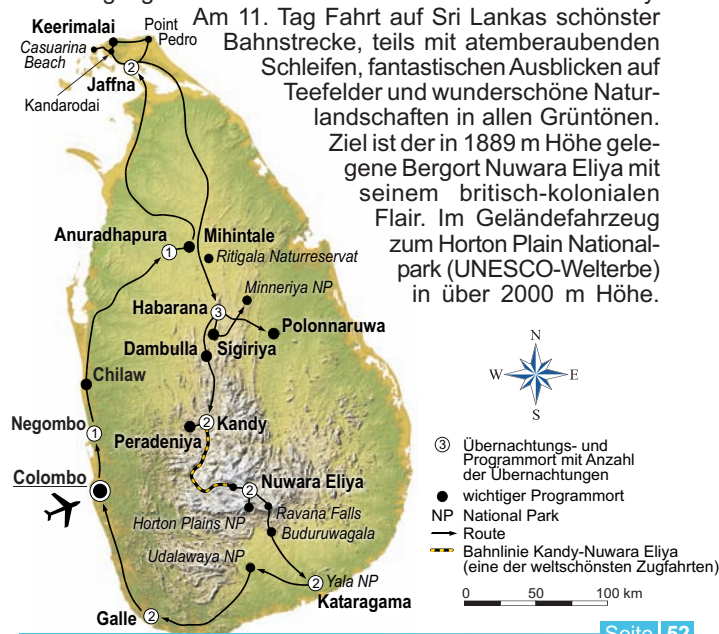 Am 11. Tag Fahrt auf Sri Lankas schönster
Bahnstrecke, teils mit atemberaubenden
Schleifen, fantastischen Ausblicken auf
Teefelder und wunderschöne Natur-
landschaften in allen Grüntönen.
Ziel ist der in 1889 m Höhe gele-
gene Bergort Nuwara Eliya mit
seinem britisch-kolonialen
Flair. Im Geländefahrzeug
zum Horton Plain National-
park (UNESCO-Welterbe)
in über 2000 m Höhe.
Keerimalai
Point
Pedro
Casuarina
Beach
2
Jaffna
Kandarodai
Anuradhapura
1
Mihintale
Ritigala Naturreservat
Minneriya NP
Habarana
3
Polonnaruwa
Dambulla
Sigiriya
Chilaw
Negombo
1
2
Kandy
Peradeniya
Colombo
Nuwara Eliya
2
Horton Plains NP
Ravana Falls
Buduruwagala
Udalawaya NP
2
Yala NP
Kataragama
Galle
2
N
W
E
S
3 Übernachtungs- und
Programmort mit Anzahl
der Übernachtungen
wichtiger Programmort
NP National Park
Route
Bahnlinie Kandy-Nuwara Eliya
(eine der weltschönsten Zugfahrten)
0 50 100 km
Seite 52